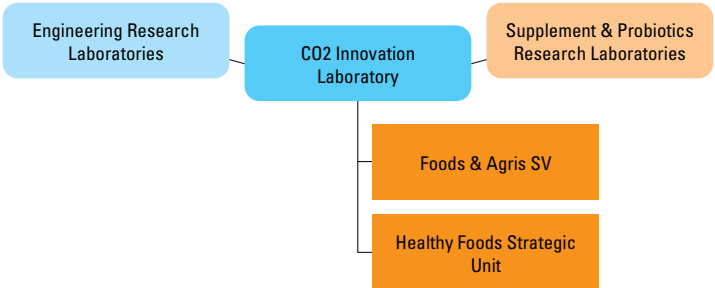 Engineering Research
Laboratories
CO2 Innovation
Laboratory
Supplement & Probiotics
Research Laboratories
Foods & Agris SV
Healthy Foods Strategic
Unit